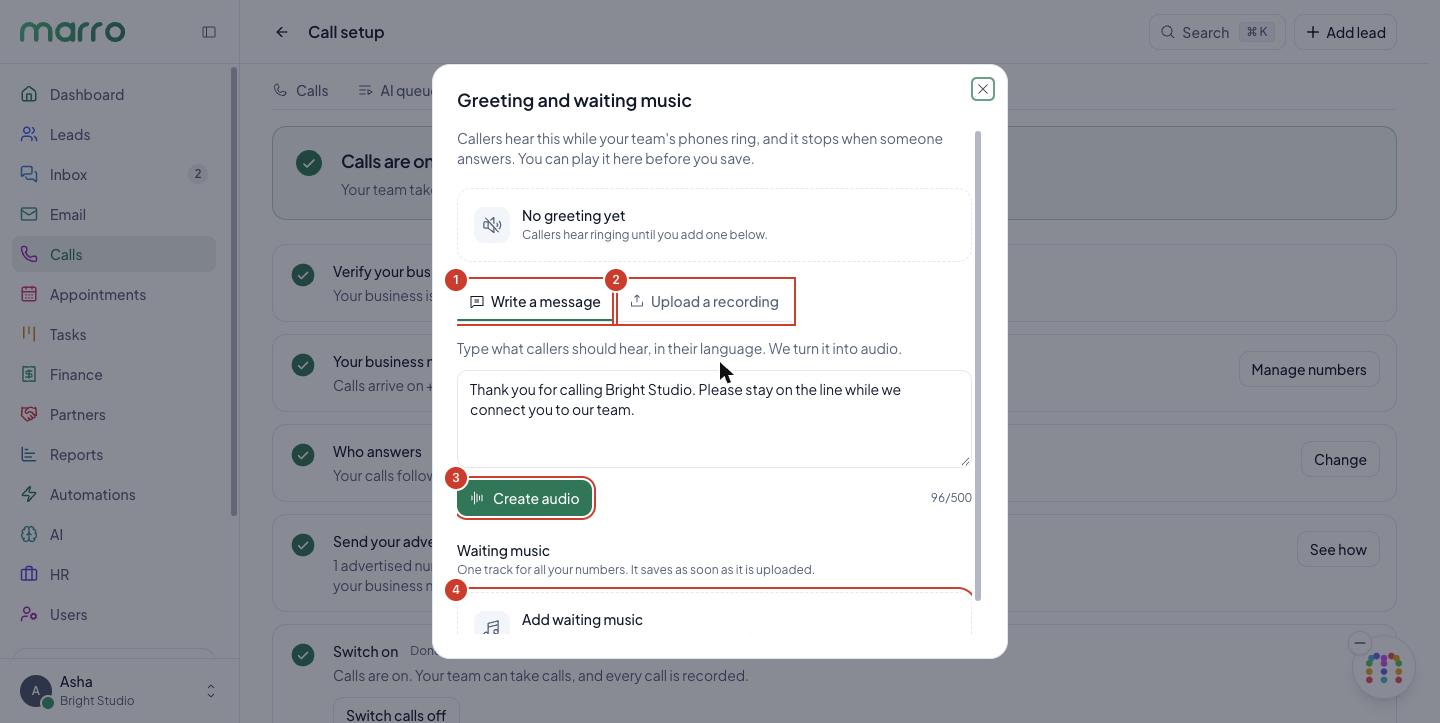 marro
Call setup
Search
⌘ K
Add lead
Dashboard
Leads
Inbox
2
Email
Calls
Appointments
Tasks
Finance
Partners
Reports
Automations
AI
HR
Users
A
Asha
Bright Studio
Calls
AI queue
Calls are on
Your team take
Verify your bus
Your business is
Your business n
Calls arrive on +
Manage numbers
Who answers
Your calls follow
Change
Send your adve
1 advertised nu
your business n
See how
Switch on
Don
Calls are on. Your team can take calls, and every call is recorded.
Switch calls off
Greeting and waiting music
Callers hear this while your team's phones ring, and it stops when someone
answers. You can play it here before you save.
No greeting yet
Callers hear ringing until you add one below.
1
Write a message
2
Upload a recording
Type what callers should hear, in their language. We turn it into audio.
Thank you for calling Bright Studio. Please stay on the line while we
connect you to our team.
3
Create audio
96/500
Waiting music
One track for all your numbers. It saves as soon as it is uploaded.
4
Add waiting music